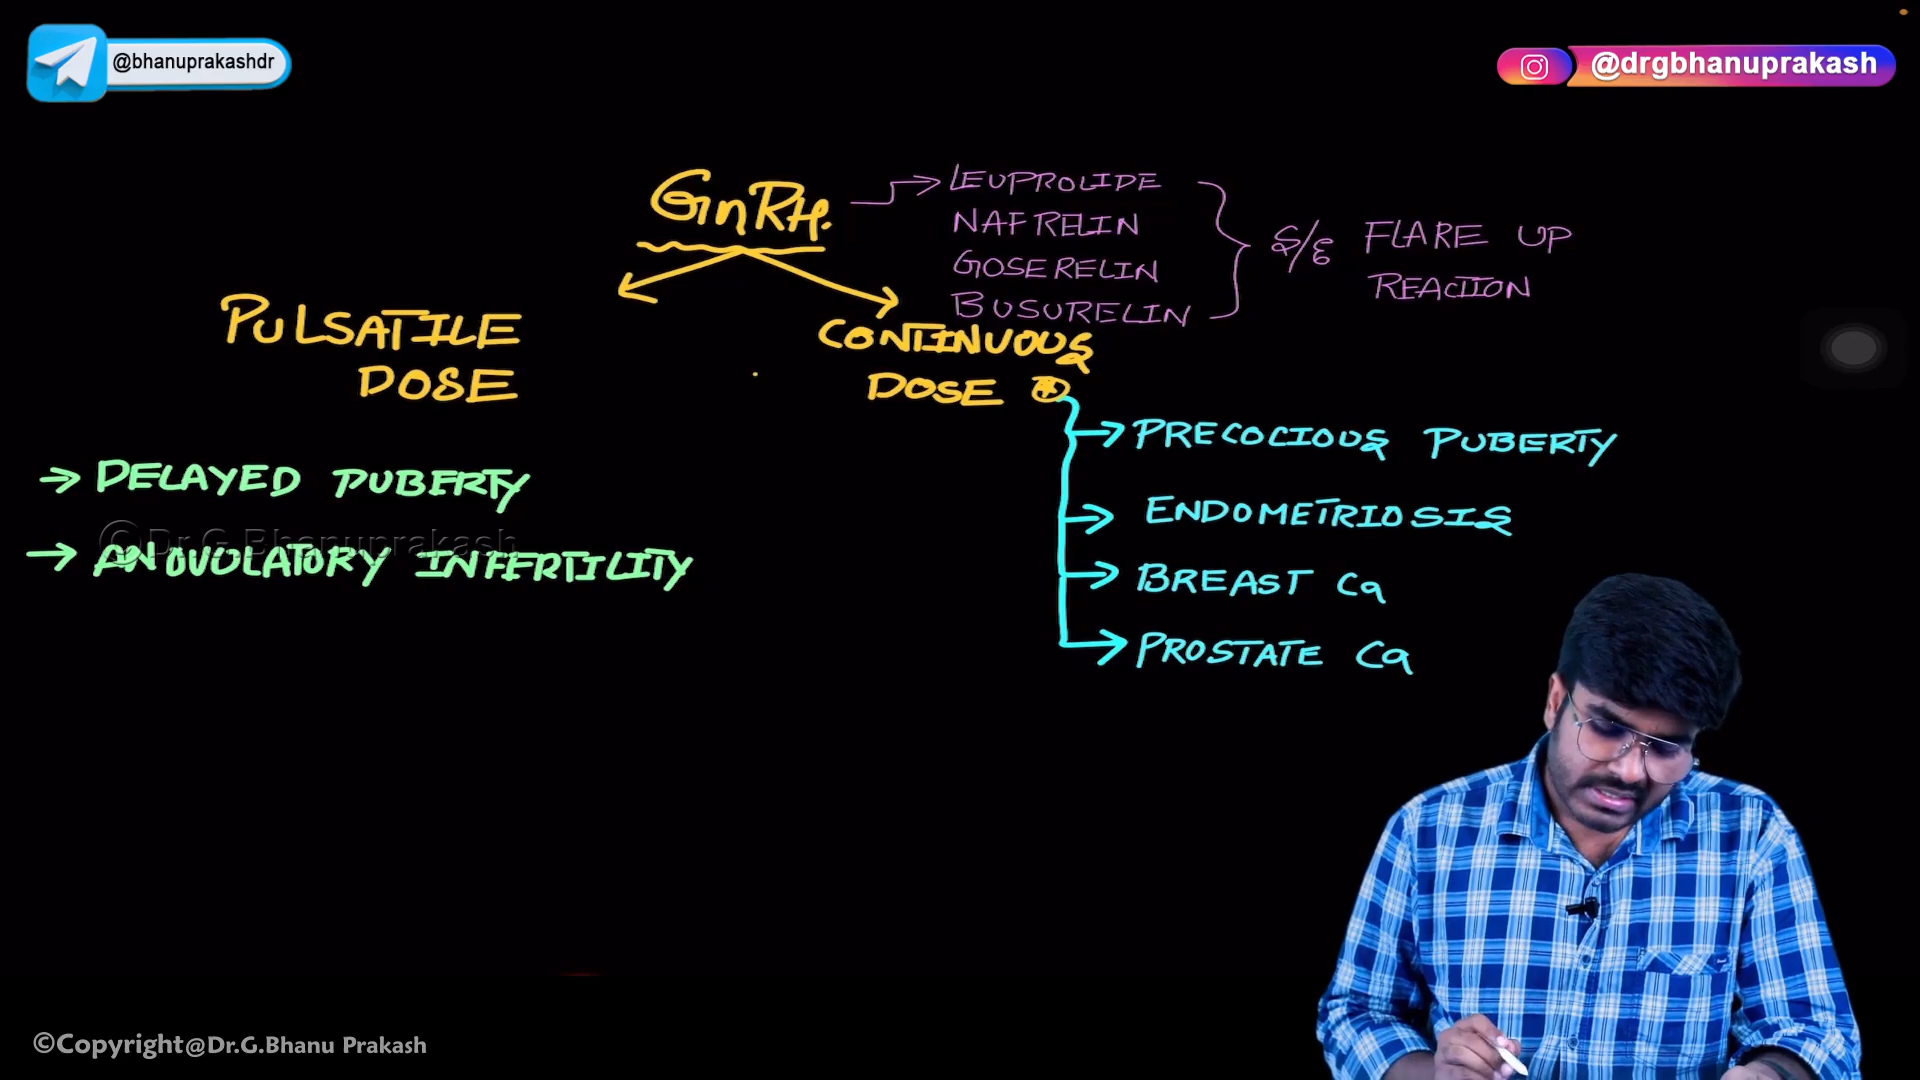 @bhanuprakashdr
@drgbhanuprakash
GnRH.
LEUPROLIDE
NAFRELIN
GOSERELIN
BUSURELIN
S/E FLARE UP
REACTION
PULSATILE
DOSE
CONTINUOUS
DOSE
→ DELAYED PUBERTY
→ ANOVULATORY INFERTILITY
©Dr.G.Bhanuprakash
→ PRECOCIOUS PUBERTY
→ ENDOMETRIOSIS
→ BREAST Ca
→ PROSTATE Ca
©Copyright@Dr.G.Bhanu Prakash